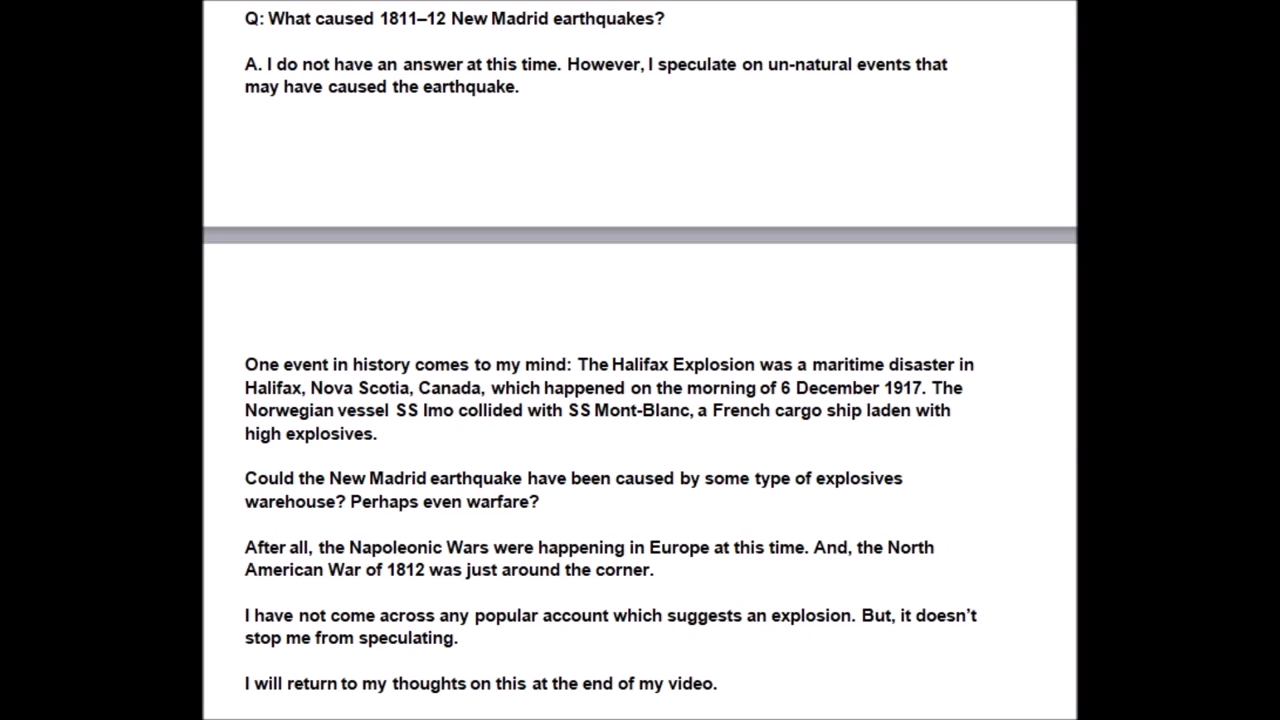 Q: What caused 1811–12 New Madrid earthquakes?
A. I do not have an answer at this time. However, I speculate on un-natural events that
may have caused the earthquake.
One event in history comes to my mind: The Halifax Explosion was a maritime disaster in
Halifax, Nova Scotia, Canada, which happened on the morning of 6 December 1917. The
Norwegian vessel SS Imo collided with SS Mont-Blanc, a French cargo ship laden with
high explosives.
Could the New Madrid earthquake have been caused by some type of explosives
warehouse? Perhaps even warfare?
After all, the Napoleonic Wars were happening in Europe at this time. And, the North
American War of 1812 was just around the corner.
I have not come across any popular account which suggests an explosion. But, it doesn’t
stop me from speculating.
I will return to my thoughts on this at the end of my video.